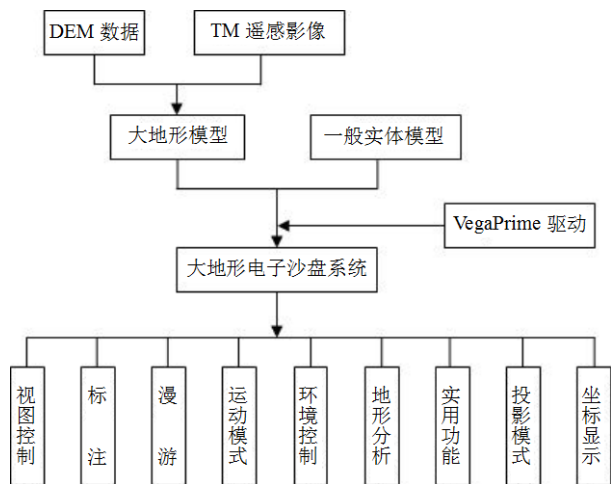 DEM 数据
TM 遥感影像
大地形模型
一般实体模型
VegaPrime 驱动
大地形电子沙盘系统
视图控制
标注
漫游
运动模式
环境控制
地形分析
实用功能
投影模式
坐标显示